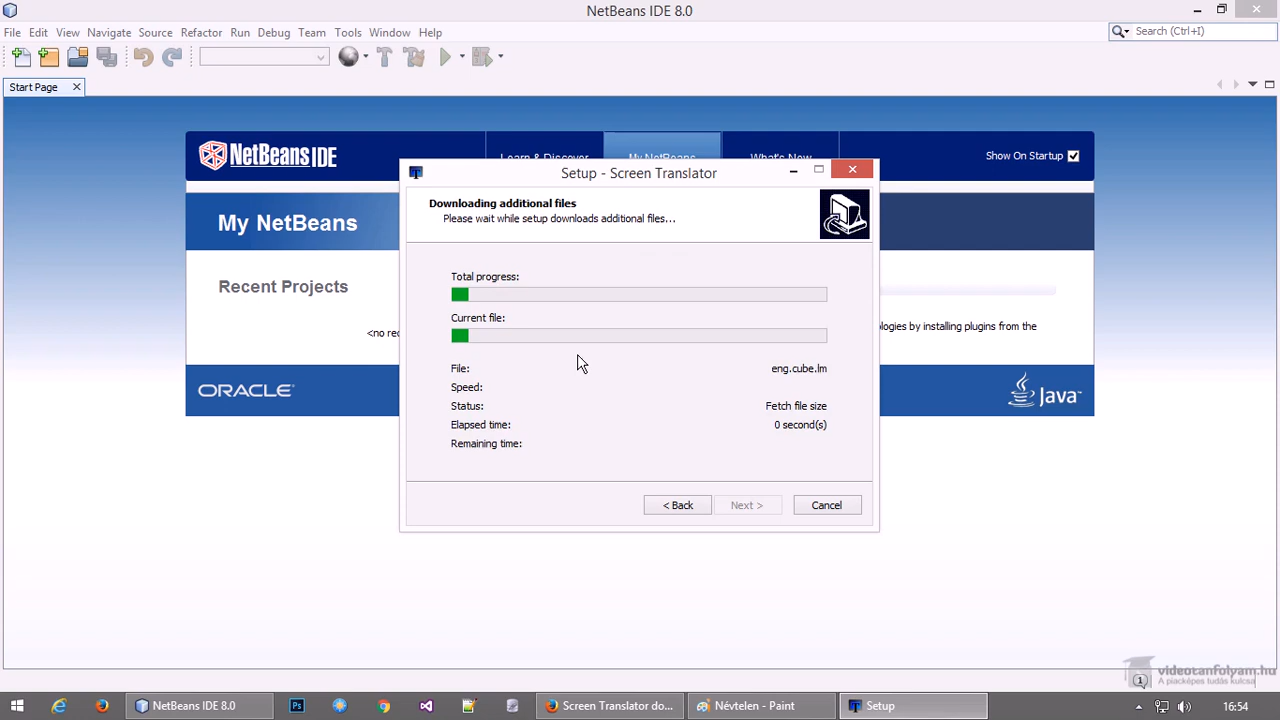 NetBeans IDE 8.0
File Edit View Navigate Source Refactor Run Debug Team Tools Window Help
Search (Ctrl+I)
Start Page
NetBeans IDE
Learn & Discover My NetBeans What's New
Show On Startup
Setup - Screen Translator
Downloading additional files
Please wait while setup downloads additional files...
My NetBeans
Recent Projects
<no rec
ologies by installing plugins from the
Total progress:
Current file:
File: eng.cube.lm
Speed:
Status: Fetch file size
Elapsed time: 0 second(s)
Remaining time:
ORACLE
Java
< Back Next > Cancel
videotanfolyam.hu
A piacképes tudás kulcsa
1
NetBeans IDE 8.0 Screen Translator do... Névtelen - Paint Setup 16:54